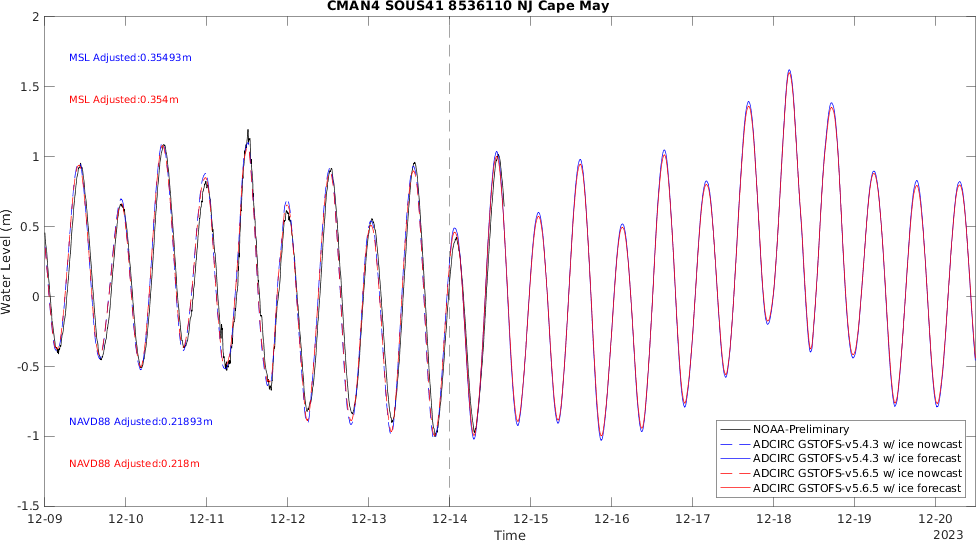 CMAN4 SOUS41 8536110 NJ Cape May
2
1.5
1
0.5
0
-0.5
-1
-1.5
Water Level (m)
MSL Adjusted:0.35493m
MSL Adjusted:0.354m
NAVD88 Adjusted:0.21893m
NAVD88 Adjusted:0.218m
NOAA-Preliminary
ADCIRC GSTOFS-v5.4.3 w/ ice nowcast
ADCIRC GSTOFS-v5.4.3 w/ ice forecast
ADCIRC GSTOFS-v5.6.5 w/ ice nowcast
ADCIRC GSTOFS-v5.6.5 w/ ice forecast
12-09 12-10 12-11 12-12 12-13 12-14 12-15 12-16 12-17 12-18 12-19 12-20
Time
2023